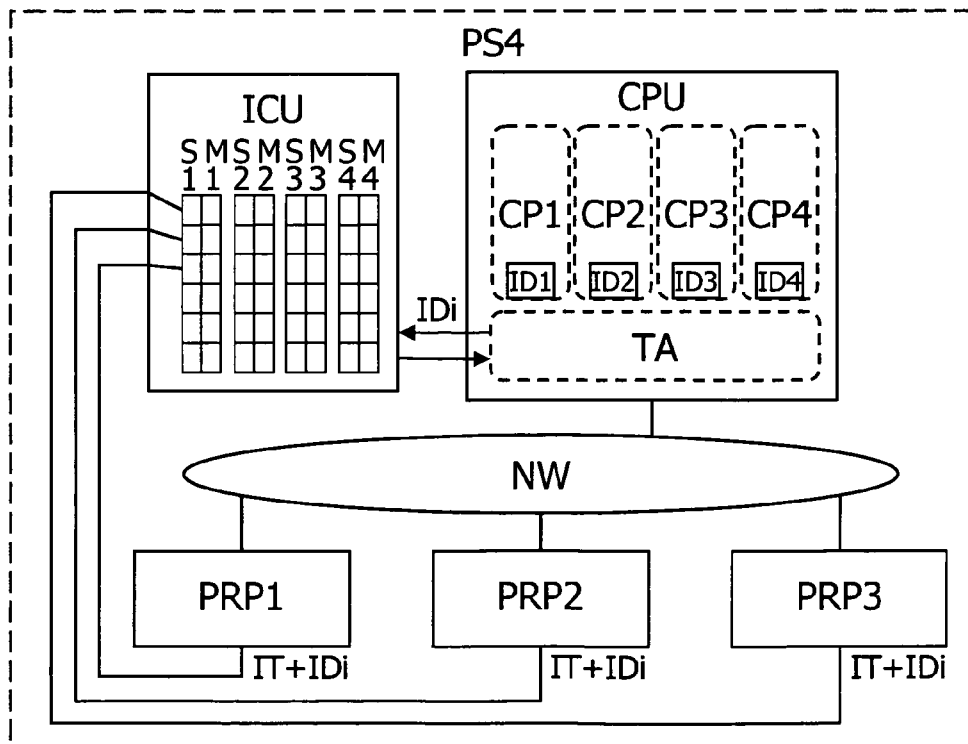 PS4
ICU
CPU
S M S M S M S M
1 1 2 2 3 3 4 4
CP1 CP2 CP3 CP4
ID1 ID2 ID3 ID4
IDi
TA
NW
PRP1 PRP2 PRP3
IT+IDi IT+IDi IT+IDi